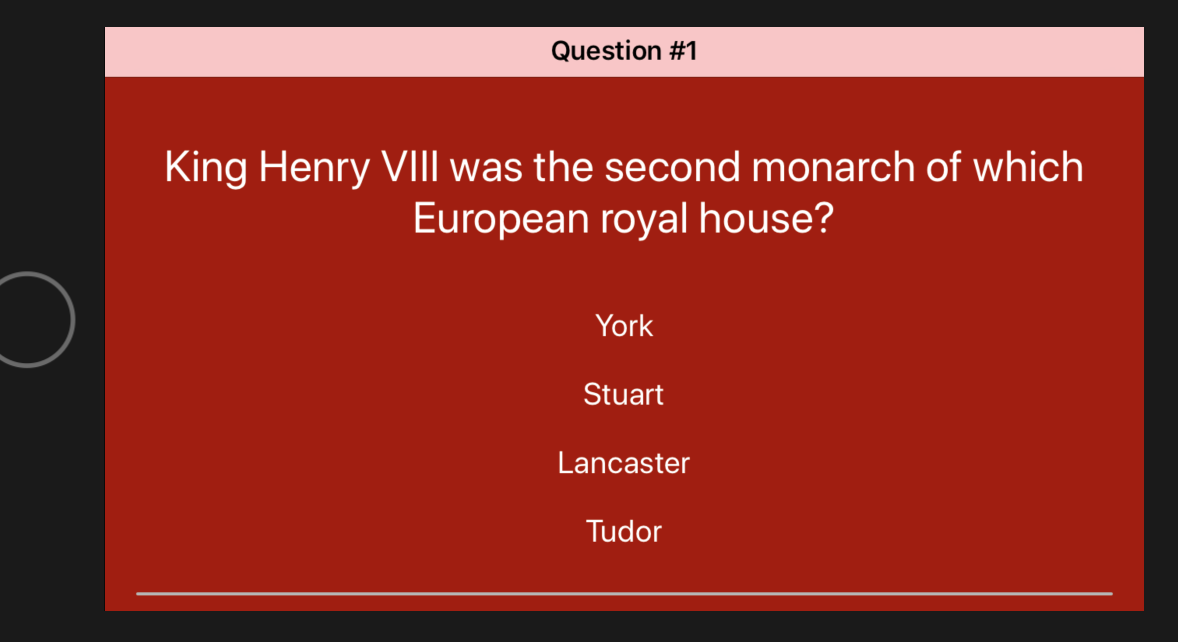 Question #1
King Henry VIII was the second monarch of which
European royal house?
York
Stuart
Lancaster
Tudor